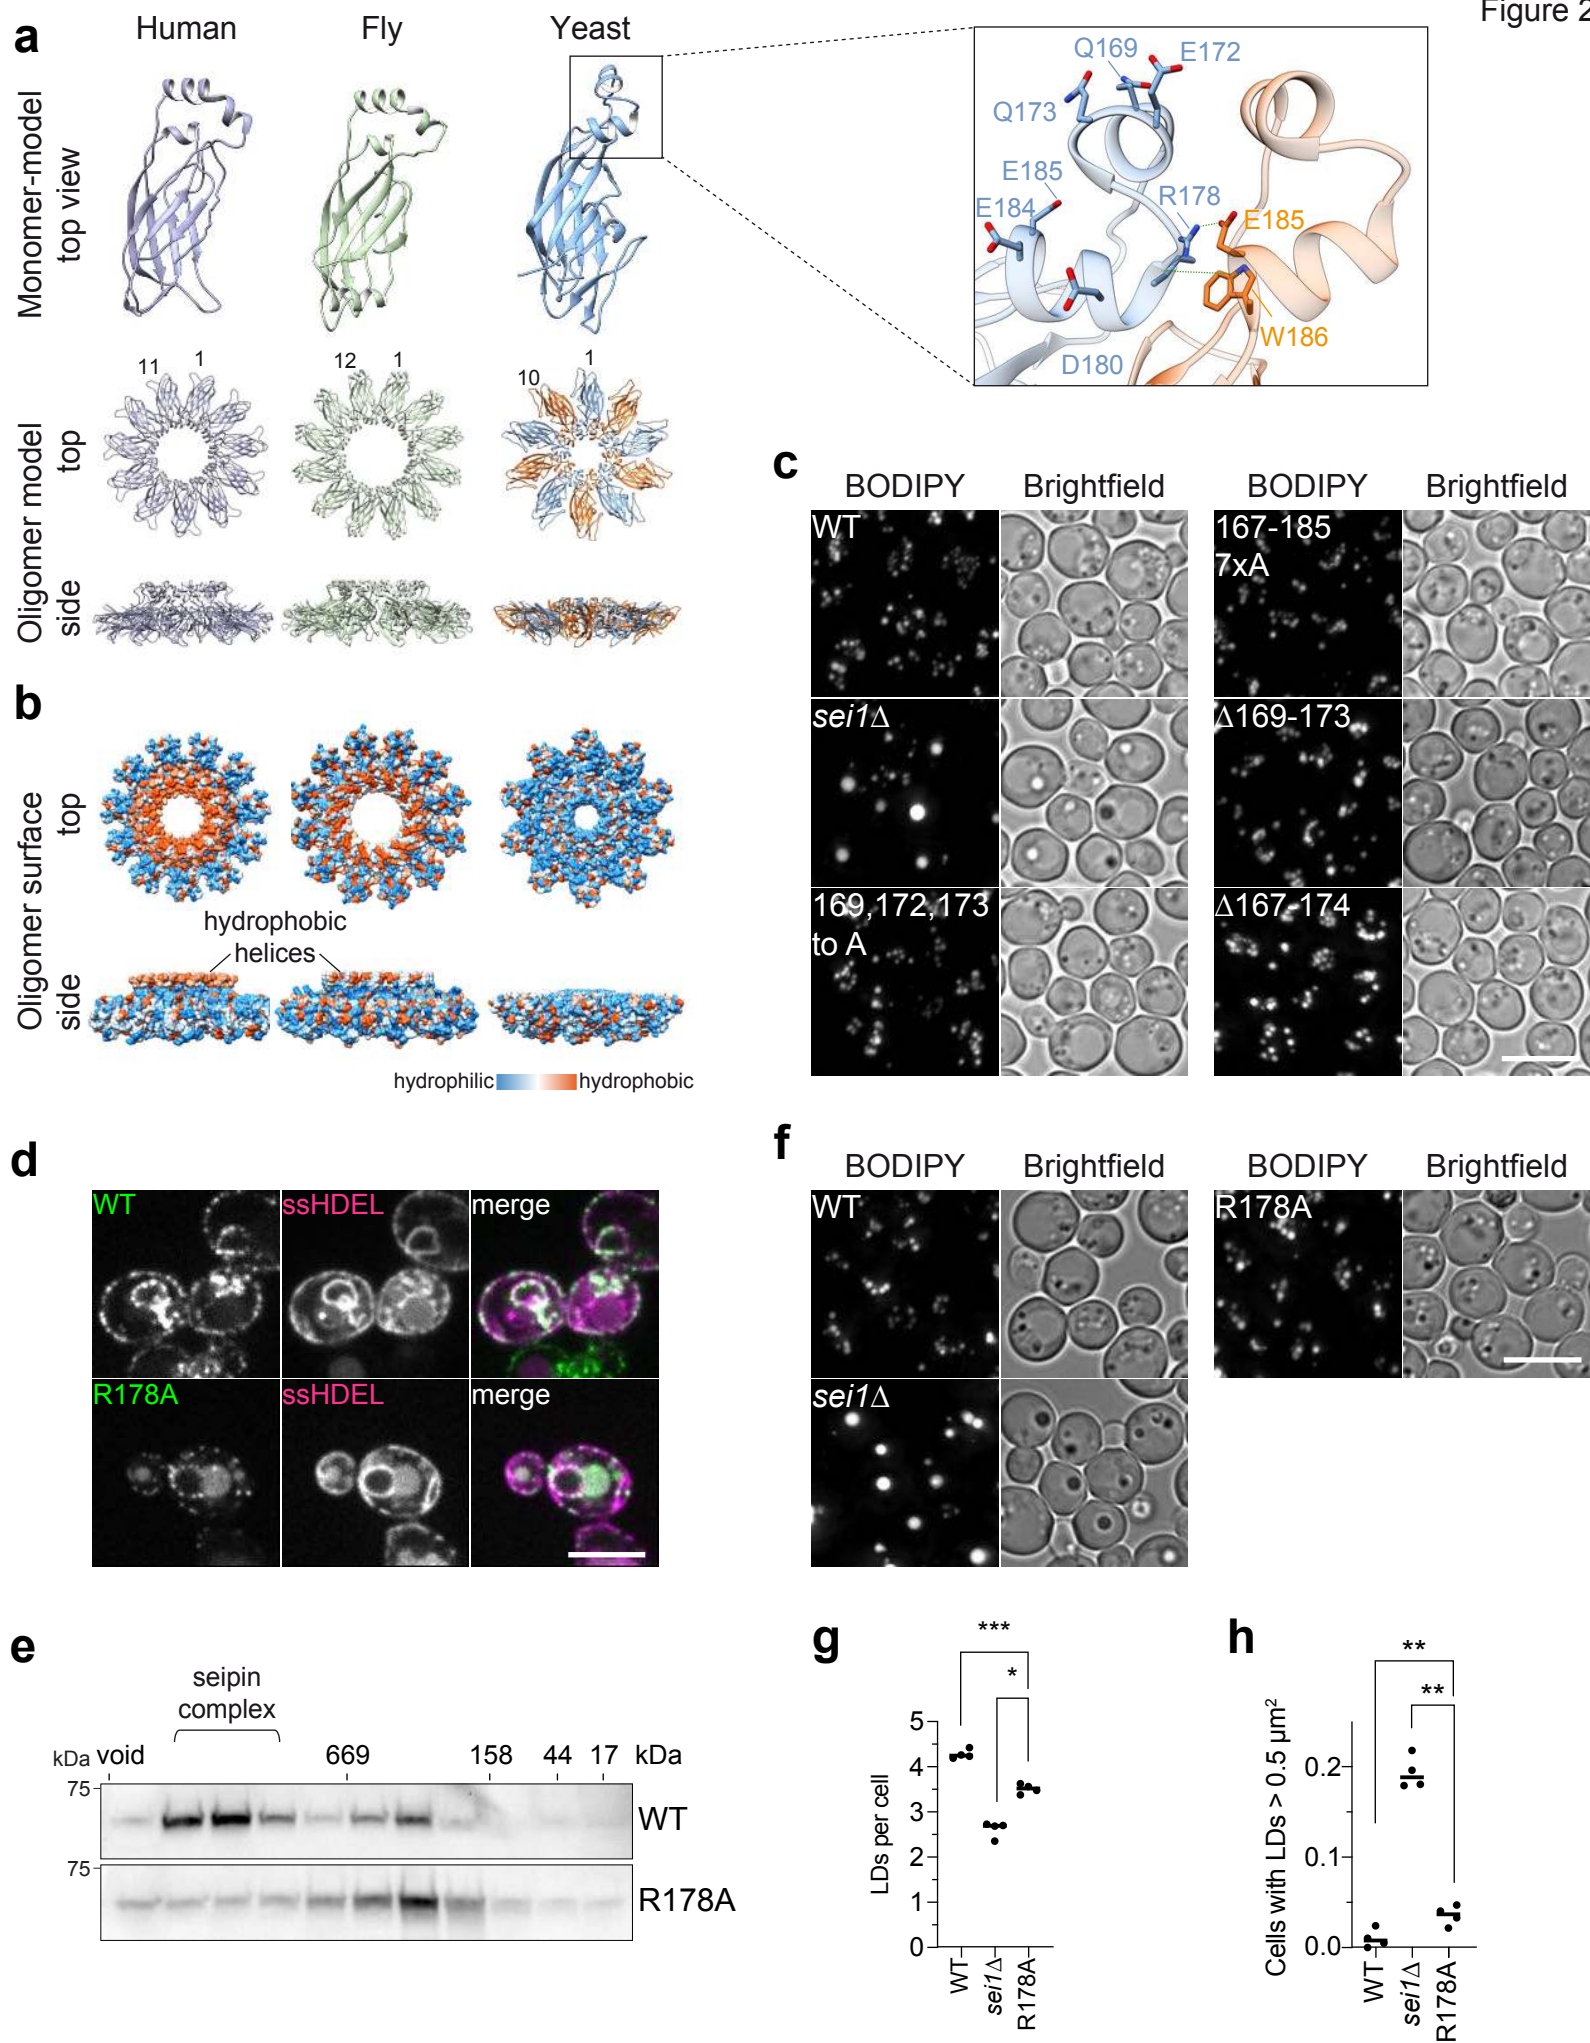 Figure 2
a
Human
Fly
Yeast
Monomer-model
top view
Q169
E172
Q173
E185
R178
E184
E185
W186
D180
11
1
12
1
10
1
Oligomer model
top
side
b
Oligomer surface
top
side
hydrophobic
helices
hydrophilic
hydrophobic
c
BODIPY
Brightfield
BODIPY
Brightfield
WT
167-185
7xA
sei1Δ
Δ169-173
169,172,173
to A
Δ167-174
d
WT
ssHDEL
merge
R178A
ssHDEL
merge
e
seipin
complex
kDa
void
669
158
44
17
kDa
75
WT
75
R178A
f
BODIPY
Brightfield
BODIPY
Brightfield
WT
R178A
sei1Δ
g
***
*
LDs per cell
5
4
3
2
1
0
WT
sei1Δ
R178A
h
**
**
Cells with LDs > 0.5 µm²
0.2
0.1
0.0
WT
sei1Δ
R178A